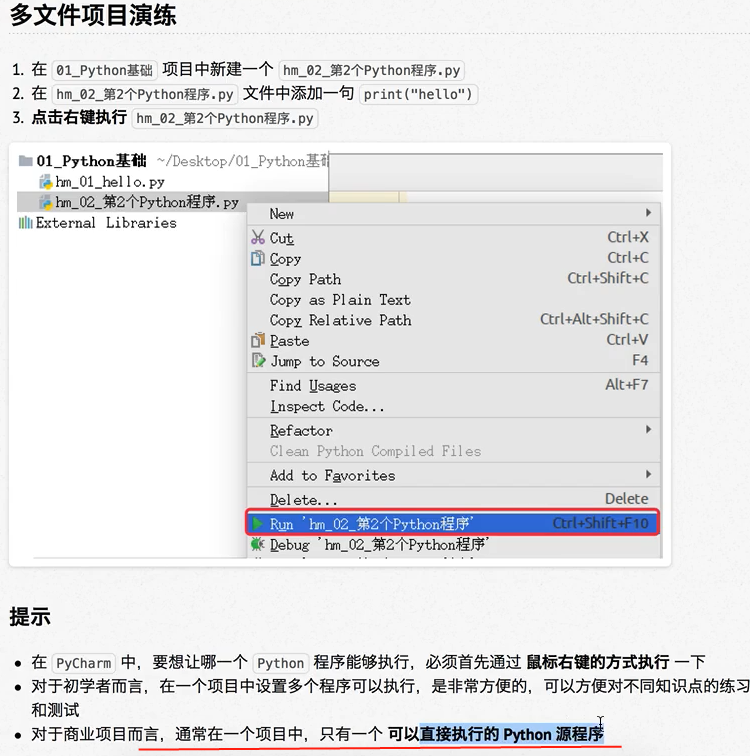 多文件项目演练
1. 在 01_Python基础 项目中新建一个 hm_02_第2个Python程序.py
2. 在 hm_02_第2个Python程序.py 文件中添加一句 print("hello")
3. 点击右键执行 hm_02_第2个Python程序.py
01_Python基础 ~/Desktop/01_Python基础
hm_01_hello.py
hm_02_第2个Python程序.py
External Libraries
New
Cut Ctrl+X
Copy Ctrl+C
Copy Path Ctrl+Shift+C
Copy as Plain Text
Copy Relative Path Ctrl+Alt+Shift+C
Paste Ctrl+V
Jump to Source F4
Find Usages Alt+F7
Inspect Code...
Refactor
Clean Python Compiled Files
Add to Favorites
Delete... Delete
Run 'hm_02_第2个Python程序' Ctrl+Shift+F10
Debug 'hm_02_第2个Python程序'
提示
• 在 PyCharm 中，要想让哪一个 Python 程序能够执行，必须首先通过 鼠标右键的方式执行 一下
• 对于初学者而言，在一个项目中设置多个程序可以执行，是非常方便的，可以方便对不同知识点的练习
和测试
• 对于商业项目而言，通常在一个项目中，只有一个 可以直接执行的 Python 源程序